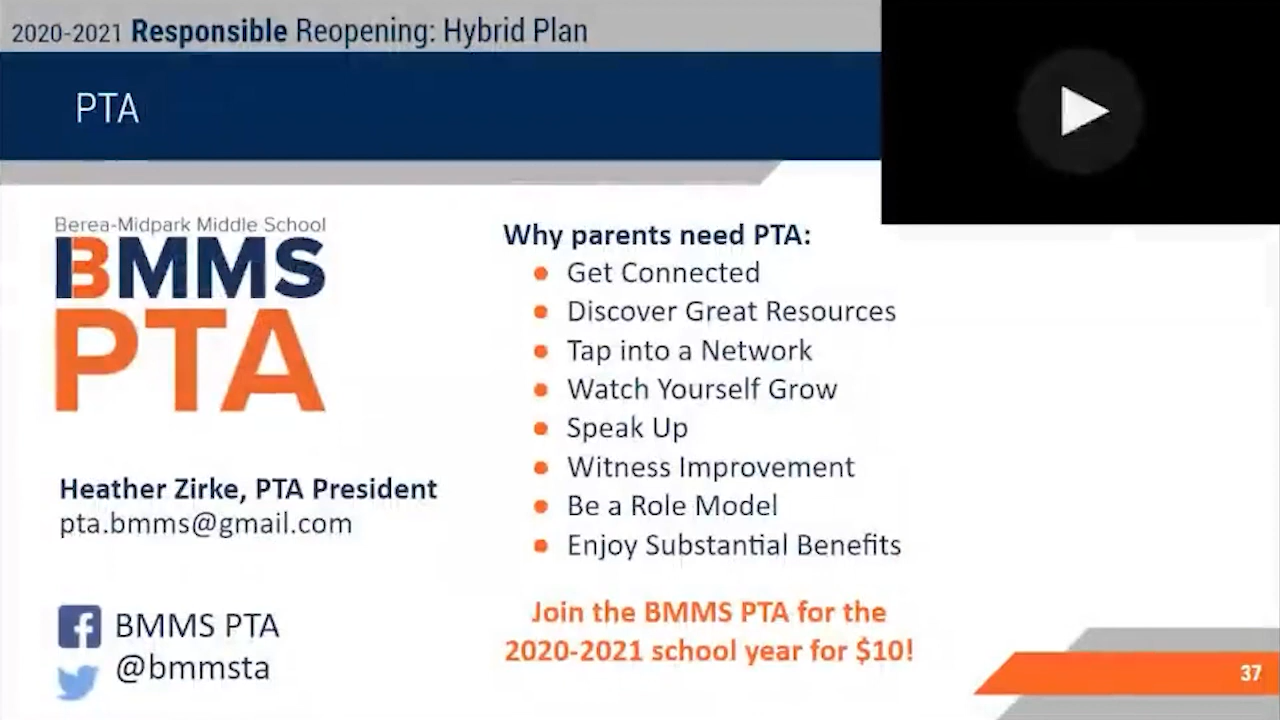 2020-2021 Responsible Reopening: Hybrid Plan
PTA
Berea-Midpark Middle School
BMMS
PTA
Heather Zirke, PTA President
pta.bmms@gmail.com
BMMS PTA
@bmmsta
Why parents need PTA:
Get Connected
Discover Great Resources
Tap into a Network
Watch Yourself Grow
Speak Up
Witness Improvement
Be a Role Model
Enjoy Substantial Benefits
Join the BMMS PTA for the
2020-2021 school year for $10!
37